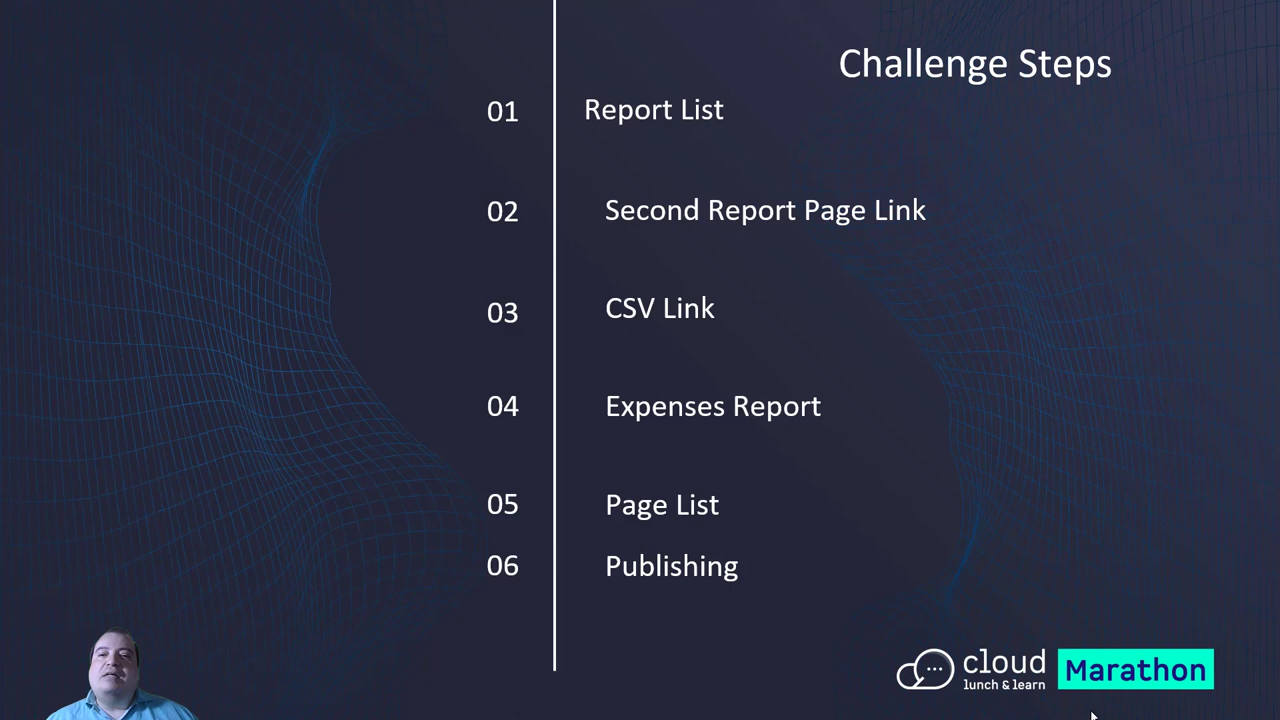 Challenge Steps
01 Report List
02 Second Report Page Link
03 CSV Link
04 Expenses Report
05 Page List
06 Publishing
cloud
lunch & learn
Marathon